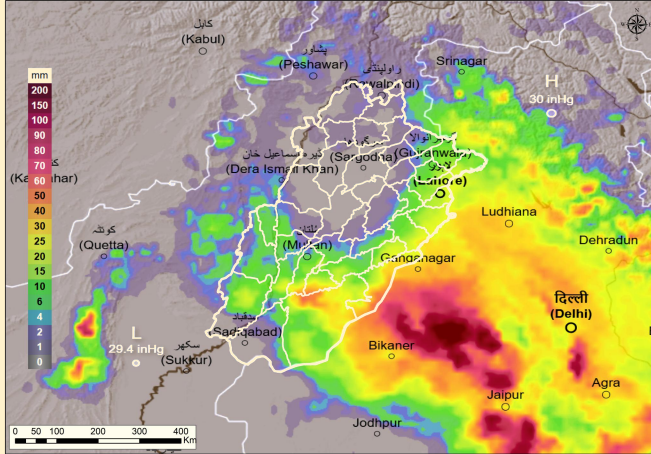 کابل
(Kabul)
پشاور
(Peshawar)
راولپنڈی
(Rawalpindi)
Srinagar
H
30 inHg
mm
200
150
100
90
80
70
60
50
40
30
25
20
15
10
6
4
2
1
0
ڈیرہ اسماعیل خان
(Dera Ismail Khan)
(Sargodha)
گوجرانوالا
(Gujranwala)
لاہور
(Lahore)
Ludhiana
Dehradun
کوئٹہ
(Quetta)
ملتان
(Multan)
Ganganagar
दिल्ली
(Delhi)
(Sadiqabad)
L
29.4 inHg
سکھر
(Sukkur)
Bikaner
Agra
Jaipur
Jodhpur
0 50 100 200 300 400
Km